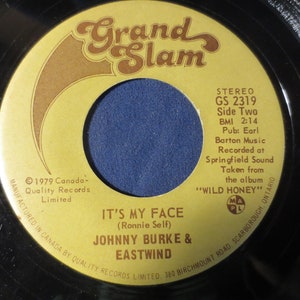 Grand
Slam
STEREO
GS 2319
Side Two
BMI 2:14
Pub: Earl
Barton Music
Recorded at
Springfield Sound
Taken from
the album
"WILD HONEY"
MPL
℗1979 Canada-
Quality Records
Limited
IT'S MY FACE
(Ronnie Self)
JOHNNY BURKE &
EASTWIND
MANUFACTURED IN CANADA, BY QUALITY RECORDS LIMITED, 380 BIRCHMOUNT ROAD, SCARBOROUGH, ONTARIO